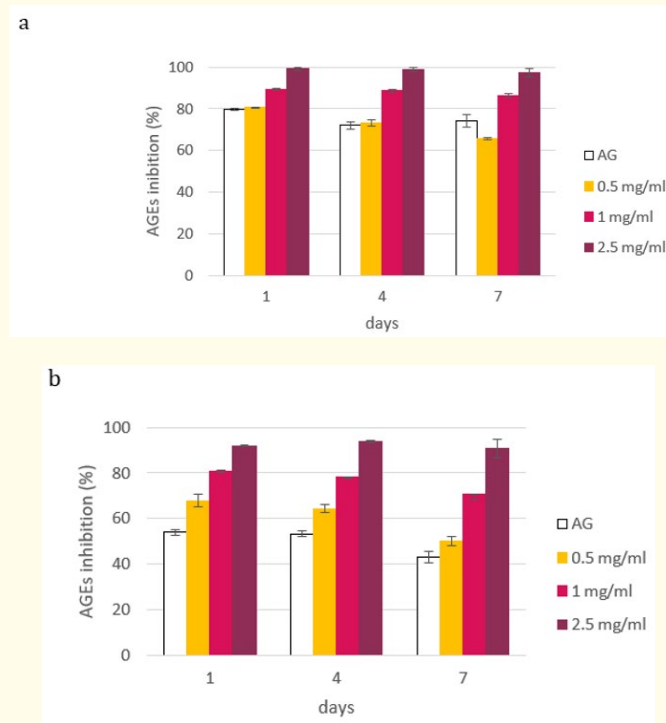 a
100
80
60
40
20
0
AGEs inibition (%)
1 4 7
days
AG
0.5 mg/ml
1 mg/ml
2.5 mg/ml
b
100
80
60
40
20
0
AGEs inhibition (%)
1 4 7
days
AG
0.5 mg/ml
1 mg/ml
2.5 mg/ml